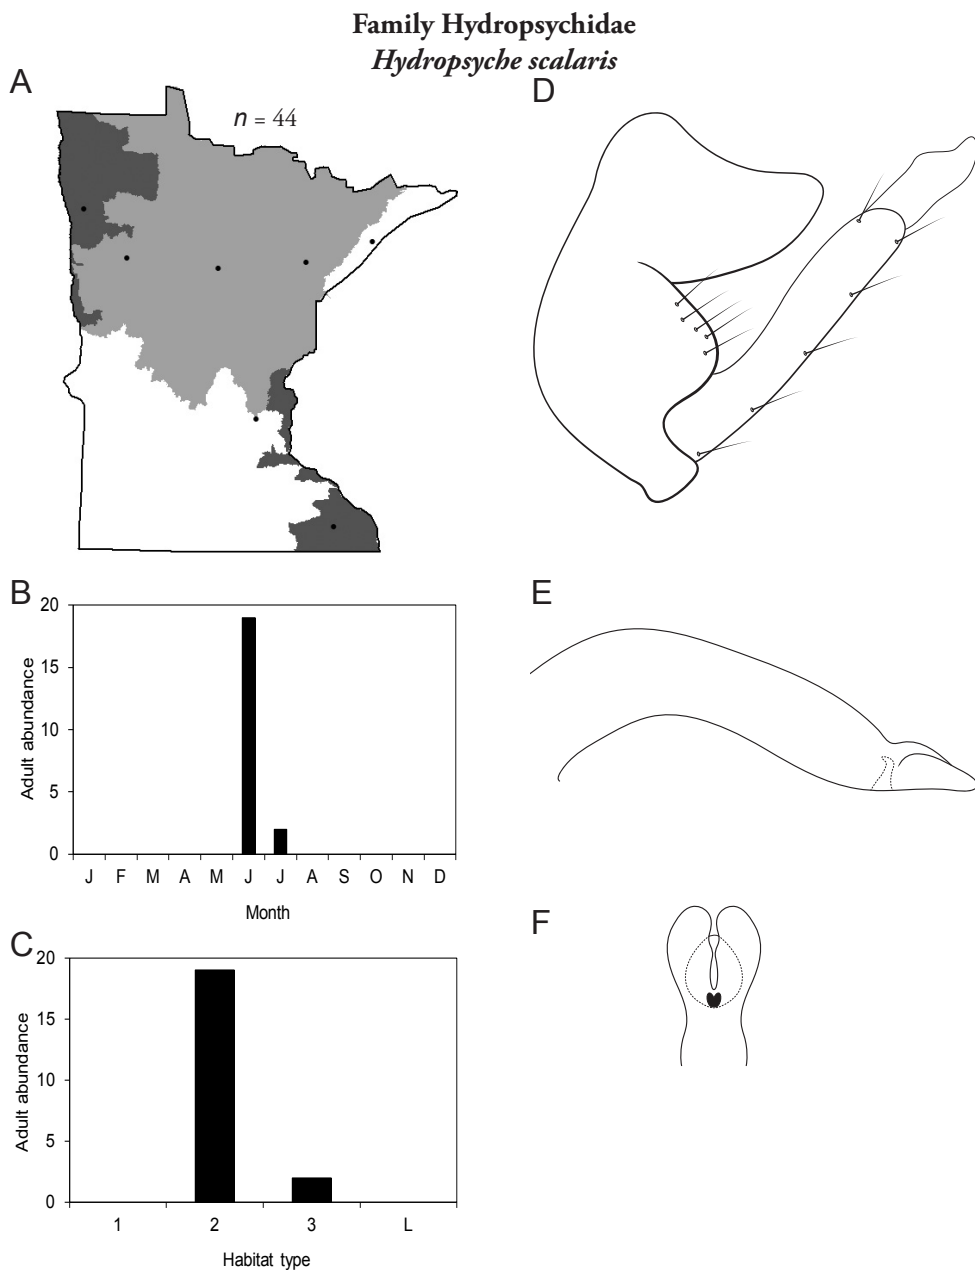 Family Hydropsychidae
Hydropsyche scalaris
A
n = 44
D
B
20
15
10
5
0
Adult abundance
J F M A M J J A S O N D
Month
E
C
20
15
10
5
0
Adult abundance
1 2 3 L
Habitat type
F